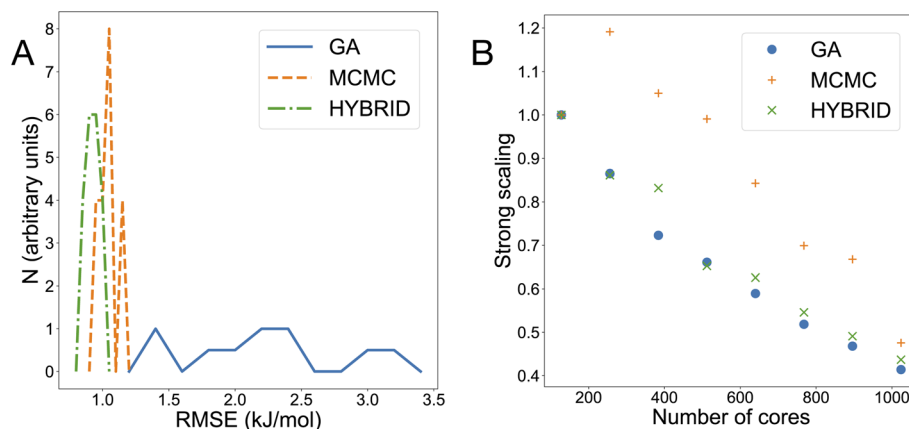 A
8
7
6
5
4
3
2
1
0
N (arbitrary units)
GA
MCMC
HYBRID
1.0 1.5 2.0 2.5 3.0 3.5
RMSE (kJ/mol)
B
1.2
1.1
1.0
0.9
0.8
0.7
0.6
0.5
0.4
Strong scaling
GA
MCMC
HYBRID
200 400 600 800 1000
Number of cores